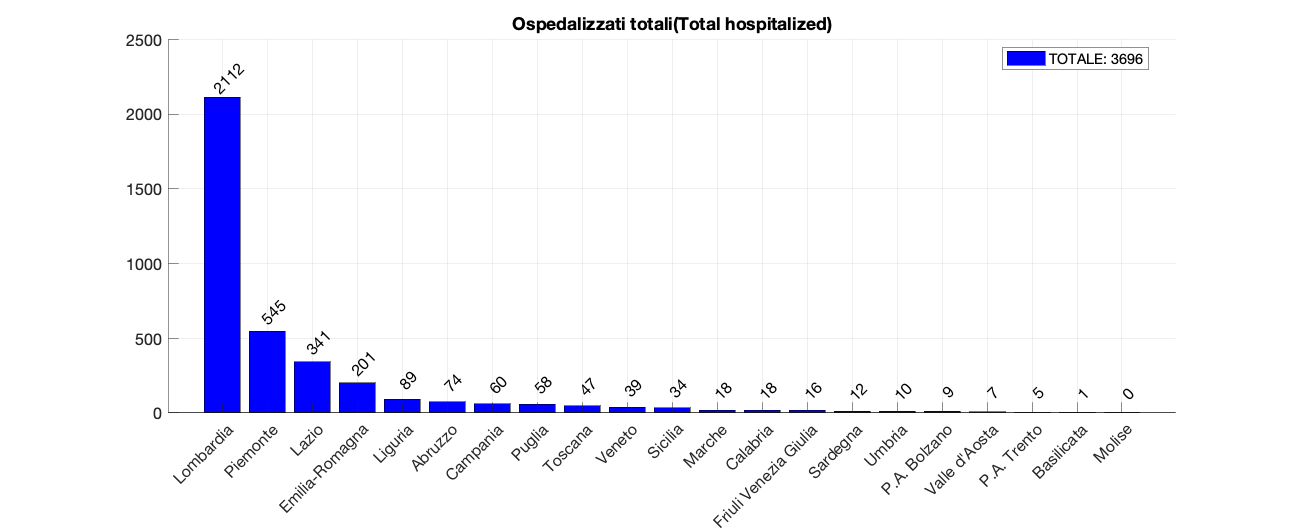 Ospedalizzati totali(Total hospitalized)
TOTALE: 3696
2500
2000
1500
1000
500
0
2112
545
341
201
89
74
60
58
47
39
34
18
18
16
12
10
9
7
5
1
0
Lombardia
Piemonte
Lazio
Emilia-Romagna
Liguria
Abruzzo
Campania
Puglia
Toscana
Veneto
Sicilia
Marche
Calabria
Friuli Venezia Giulia
Sardegna
Umbria
P.A. Bolzano
Valle d'Aosta
P.A. Trento
Basilicata
Molise